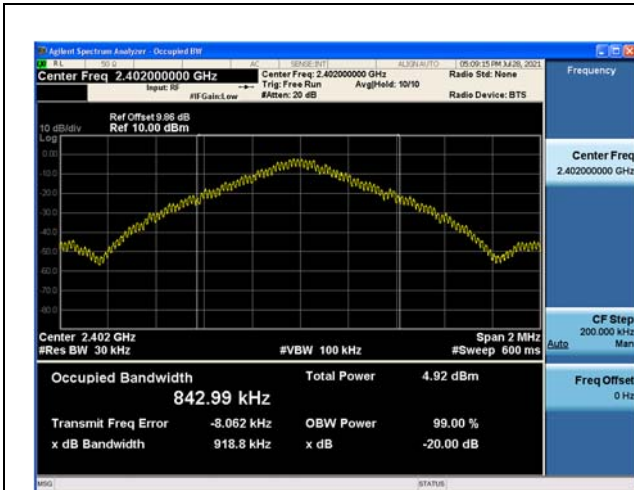 Agilent Spectrum Analyzer - Occupied BW
RL 50 Ω AC SENSE:INT ALIGN AUTO 05:09:15 PM Jul 28, 2021
Center Freq 2.402000000 GHz
Center Freq: 2.402000000 GHz
Radio Std: None
Input: RF
Trig: Free Run
Avg|Hold: 10/10
#IFGain:Low
#Atten: 20 dB
Radio Device: BTS
Ref Offset 9.86 dB
10 dB/div
Ref 10.00 dBm
Log
0.00
-10.0
-20.0
-30.0
-40.0
-50.0
-60.0
-70.0
-80.0
Center 2.402 GHz
Span 2 MHz
#Res BW 30 kHz
#VBW 100 kHz
#Sweep 600 ms
Occupied Bandwidth
842.99 kHz
Total Power 4.92 dBm
Transmit Freq Error -8.062 kHz
OBW Power 99.00 %
x dB Bandwidth 918.8 kHz
x dB -20.00 dB
MSG
STATUS
Frequency
Center Freq
2.402000000 GHz
CF Step
200.000 kHz
Auto Man
Freq Offset
0 Hz